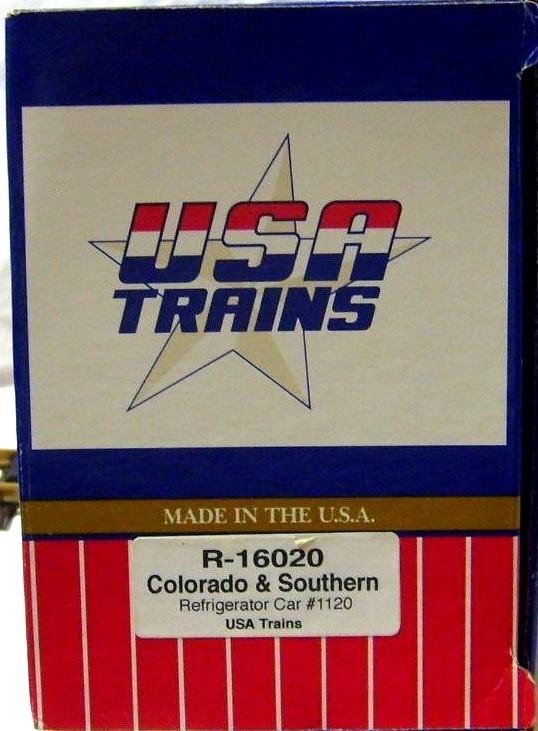 USA
TRAINS
MADE IN THE U.S.A.
R-16020
Colorado & Southern
Refrigerator Car #1120
USA Trains